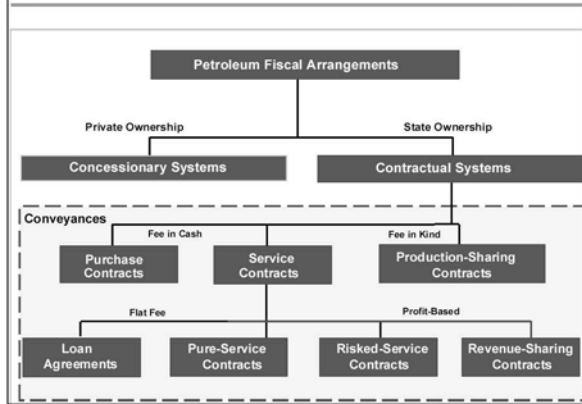 Petroleum Fiscal Arrangements
Private Ownership
State Ownership
Concessionary Systems
Contractual Systems
Conveyances
Fee in Cash
Fee in Kind
Purchase
Contracts
Service
Contracts
Production-Sharing
Contracts
Flat Fee
Profit-Based
Loan
Agreements
Pure-Service
Contracts
Risked-Service
Contracts
Revenue-Sharing
Contracts